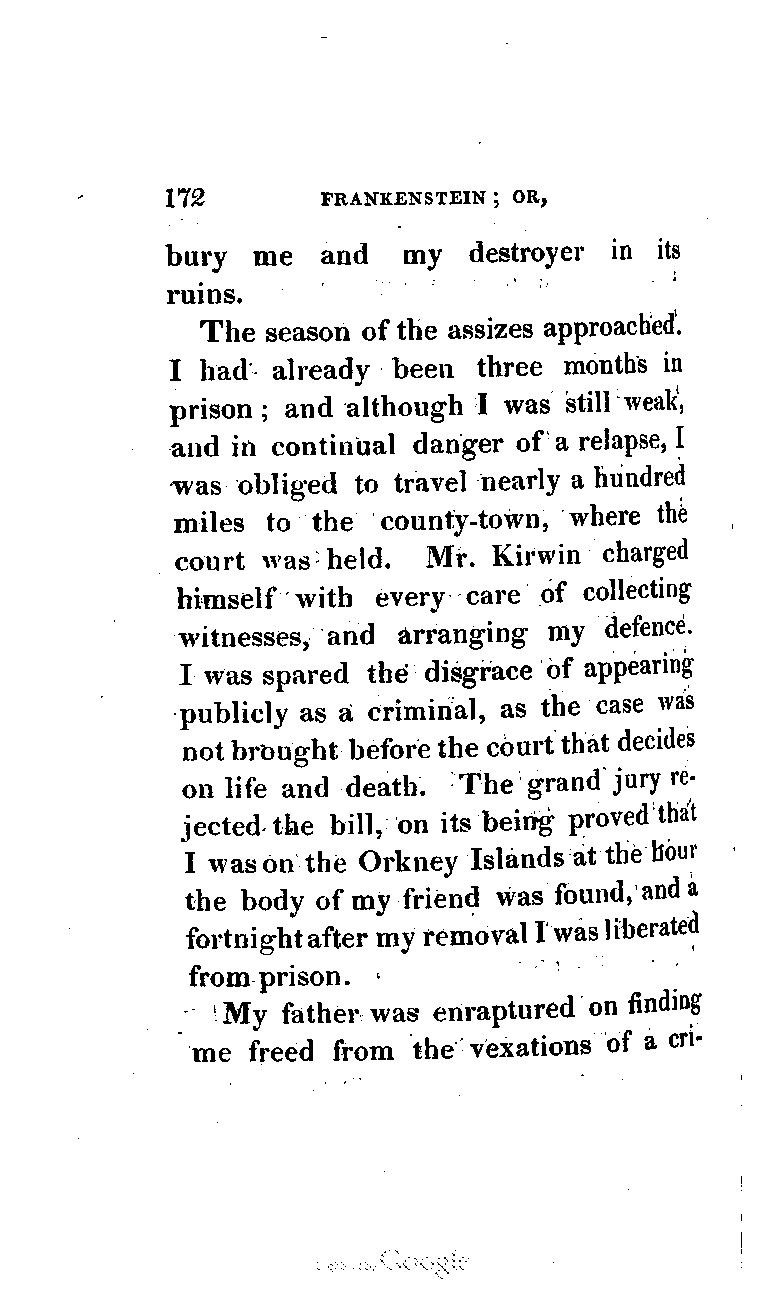 172 FRANKENSTEIN; OR,
bury me and my destroyer in its
ruins.
The season of the assizes approached.
I had already been three months in
prison; and although I was still weak,
and in continual danger of a relapse, I
was obliged to travel nearly a hundred
miles to the county-town, where the
court was held. Mr. Kirwin charged
himself with every care of collecting
witnesses, and arranging my defence.
I was spared the disgrace of appearing
publicly as a criminal, as the case was
not brought before the court that decides
on life and death. The grand jury re-
jected the bill, on its being proved that
I was on the Orkney Islands at the hour
the body of my friend was found, and a
fortnight after my removal I was liberated
from prison.
My father was enraptured on finding
me freed from the vexations of a cri-
Google